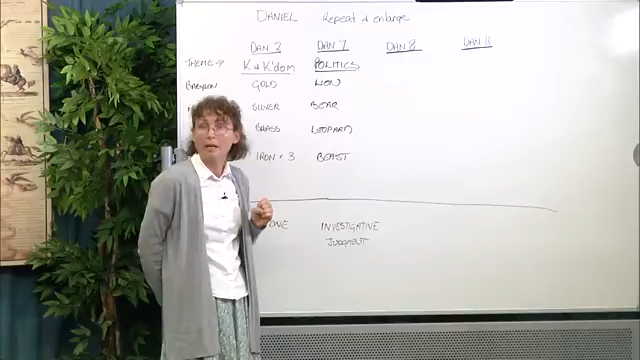 DANIEL Repeat & enlarge
DAN 2 DAN 7 DAN 8 DAN 11
THEME → K & K'dom POLITICS
BABYLON GOLD LION
SILVER BEAR
BRASS LEOPARD
IRON + 3 BEAST
INVESTIGATIVE
JUDGMENT